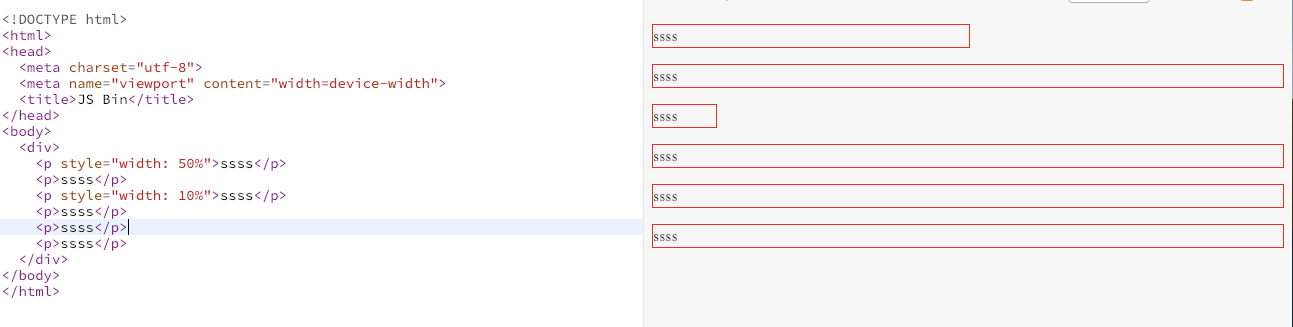 <!DOCTYPE html>
<html>
<head>
  <meta charset="utf-8">
  <meta name="viewport" content="width=device-width">
  <title>JS Bin</title>
</head>
<body>
  <div>
    <p style="width: 50%">ssss</p>
    <p>ssss</p>
    <p style="width: 10%">ssss</p>
    <p>ssss</p>
    <p>ssss</p>
    <p>ssss</p>
  </div>
</body>
</html>
ssss
ssss
ssss
ssss
ssss
ssss